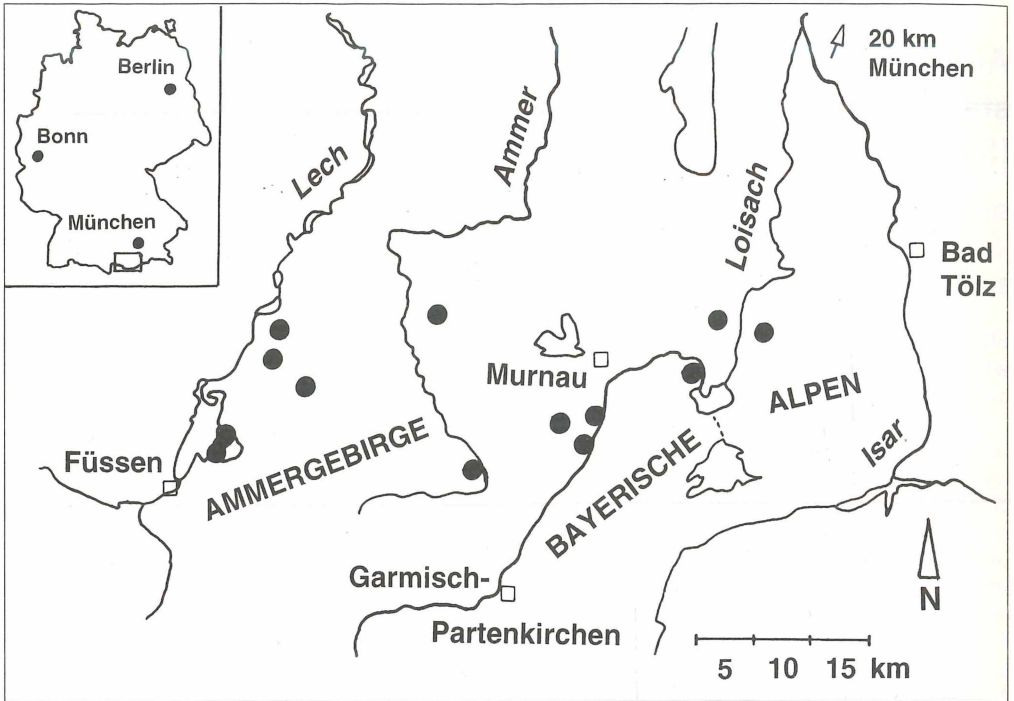 Berlin
Bonn
München
Lech
Ammer
Loisach
20 km
München
Bad
Tölz
Murnau
ALPEN
Füssen
AMMERGEBIRGE
BAYERISCHE
Isar
Garmisch-
Partenkirchen
N
5 10 15 km